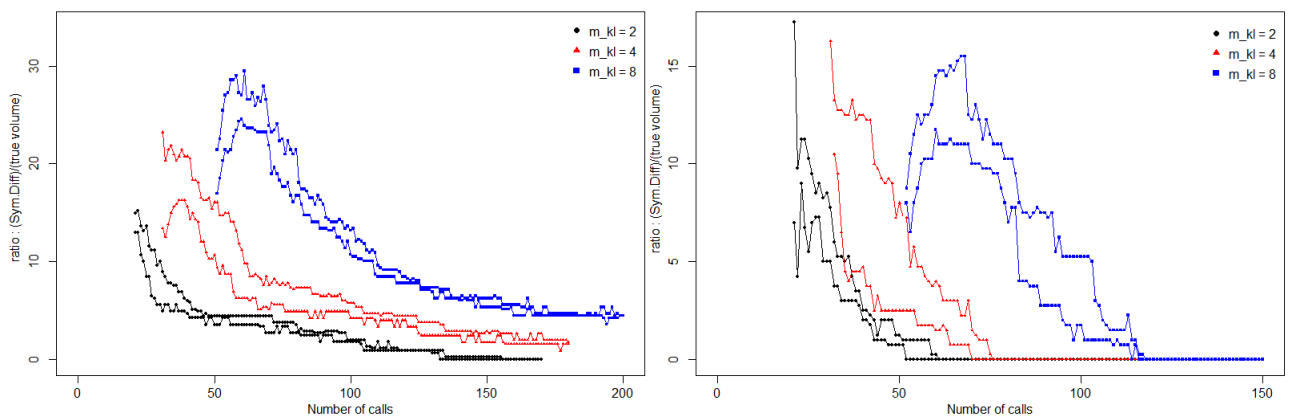 ratio : (Sym.Diff)/(true volume)
30
20
10
0
m_kl = 2
m_kl = 4
m_kl = 8
0
50
100
150
200
Number of calls
ratio : (Sym.Diff)/(true volume)
15
10
5
0
m_kl = 2
m_kl = 4
m_kl = 8
0
50
100
150
Number of calls